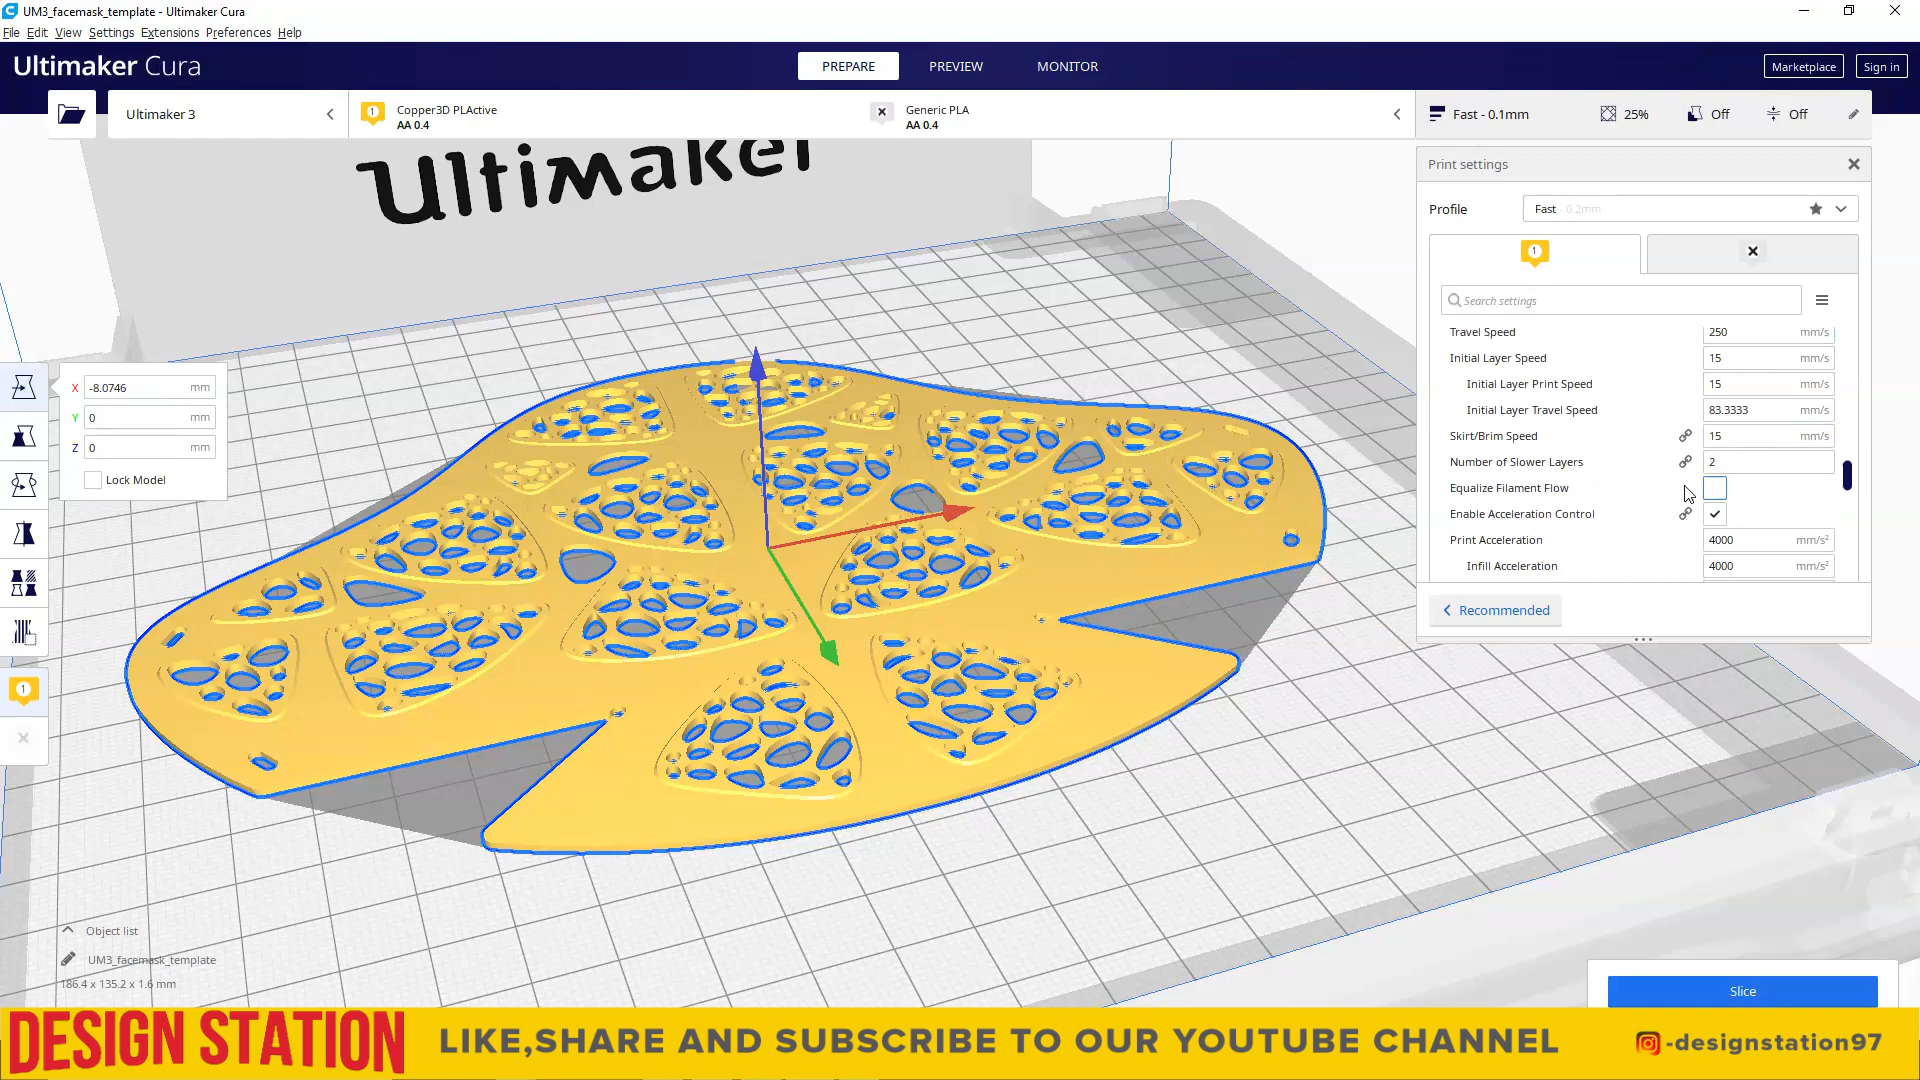 UM3_facemask_template - Ultimaker Cura
File Edit View Settings Extensions Preferences Help
Ultimaker Cura
PREPARE
PREVIEW
MONITOR
Marketplace
Sign in
Ultimaker 3
1
Copper3D PLActive
AA 0.4
Generic PLA
AA 0.4
Fast - 0.1mm
25%
Off
Off
Ultimaker
Print settings
Profile
Fast - 0.2mm
1
Search settings
Travel Speed 250 mm/s
Initial Layer Speed 15 mm/s
Initial Layer Print Speed 15 mm/s
Initial Layer Travel Speed 83.3333 mm/s
Skirt/Brim Speed 15 mm/s
Number of Slower Layers 2
Equalize Filament Flow
Enable Acceleration Control
Print Acceleration 4000 mm/s²
Infill Acceleration 4000 mm/s²
Recommended
X -8.0746 mm
Y 0 mm
Z 0 mm
Lock Model
1
Object list
UM3_facemask_template
186.4 x 135.2 x 1.6 mm
Slice
DESIGN STATION
LIKE,SHARE AND SUBSCRIBE TO OUR YOUTUBE CHANNEL
-designstation97